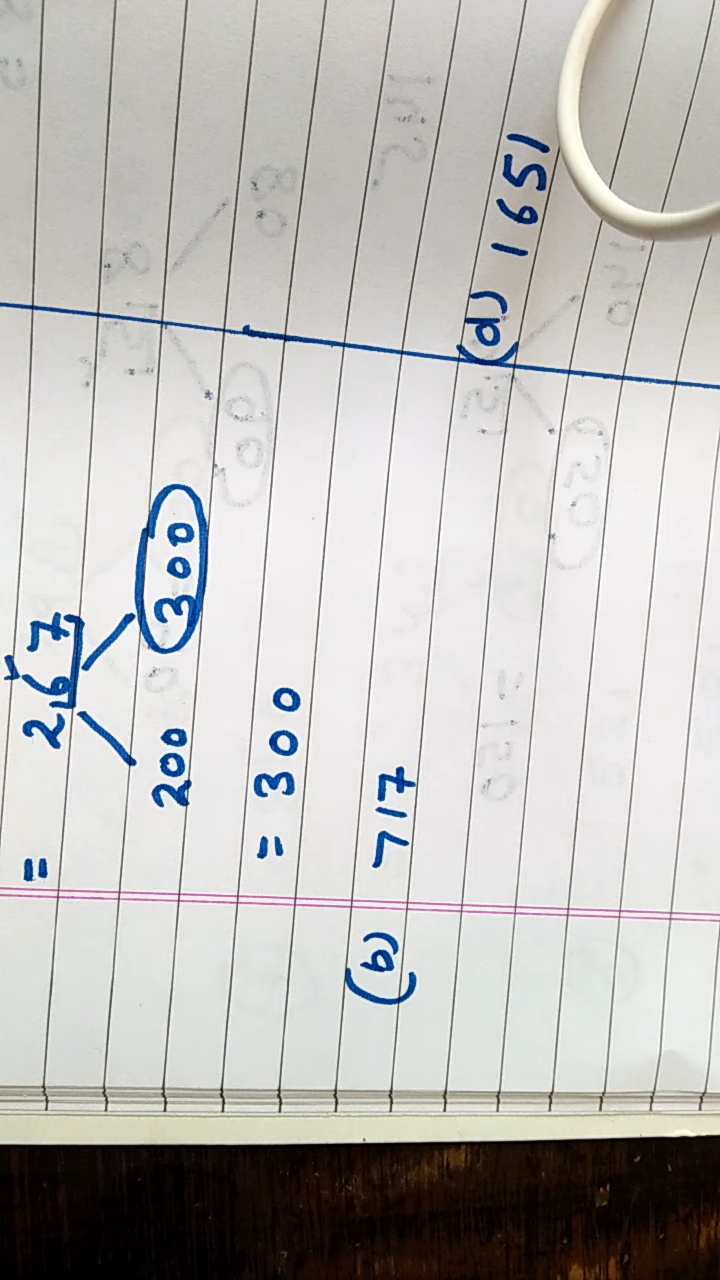 = 267
200 300
= 300
(b) 717
(d) 1651